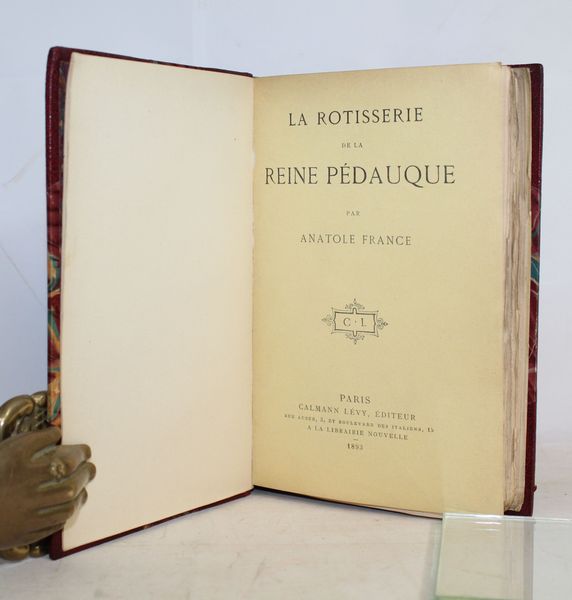 LA ROTISSERIE
DE LA
REINE PÉDAUQUE
PAR
ANATOLE FRANCE
C · L
PARIS
CALMANN LÉVY, ÉDITEUR
RUE AUBER, 3, ET BOULEVARD DES ITALIENS, 15
A LA LIBRAIRIE NOUVELLE
1893